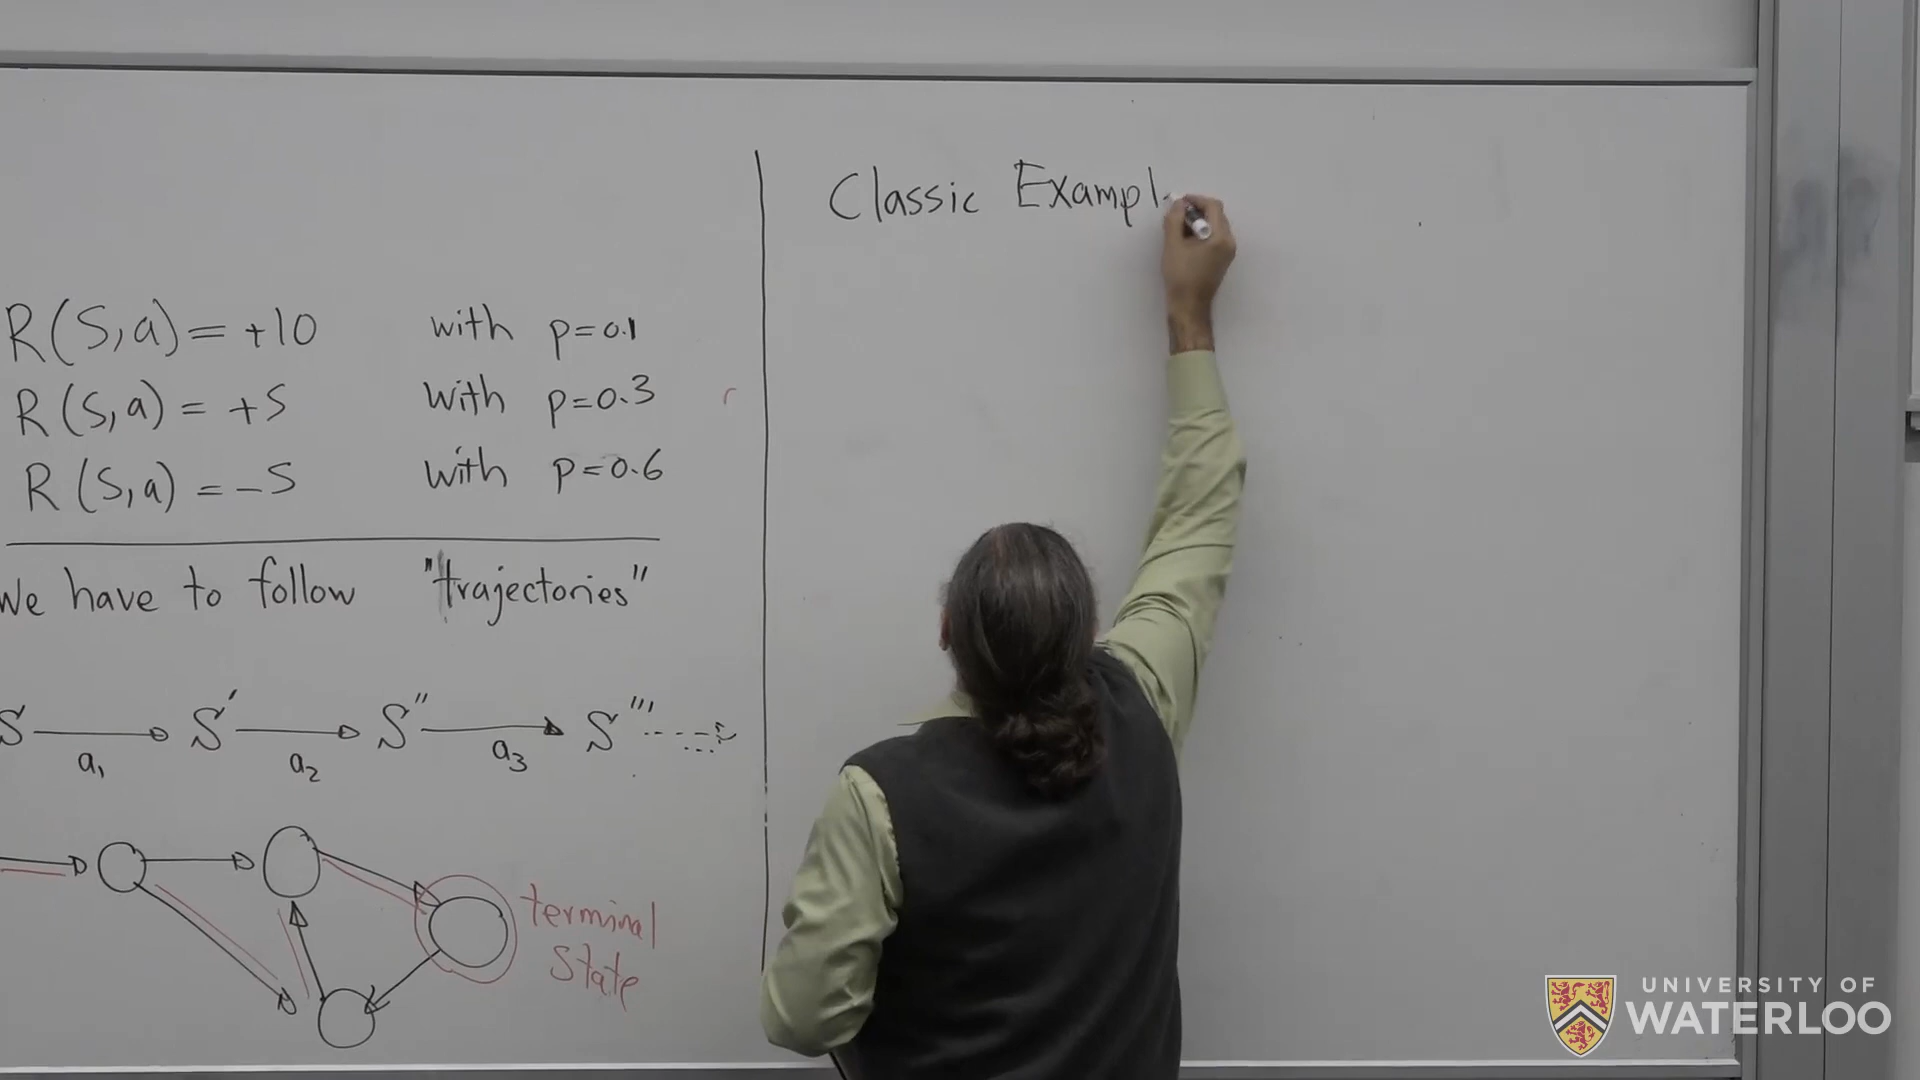 R(S,a) = +10 with p=0.1
R(S,a) = +5 with p=0.3
R(S,a) = -5 with p=0.6
We have to follow "trajectories"
S a1 S' a2 S'' a3 S'''
terminal
state
Classic Exampl
UNIVERSITY OF
WATERLOO